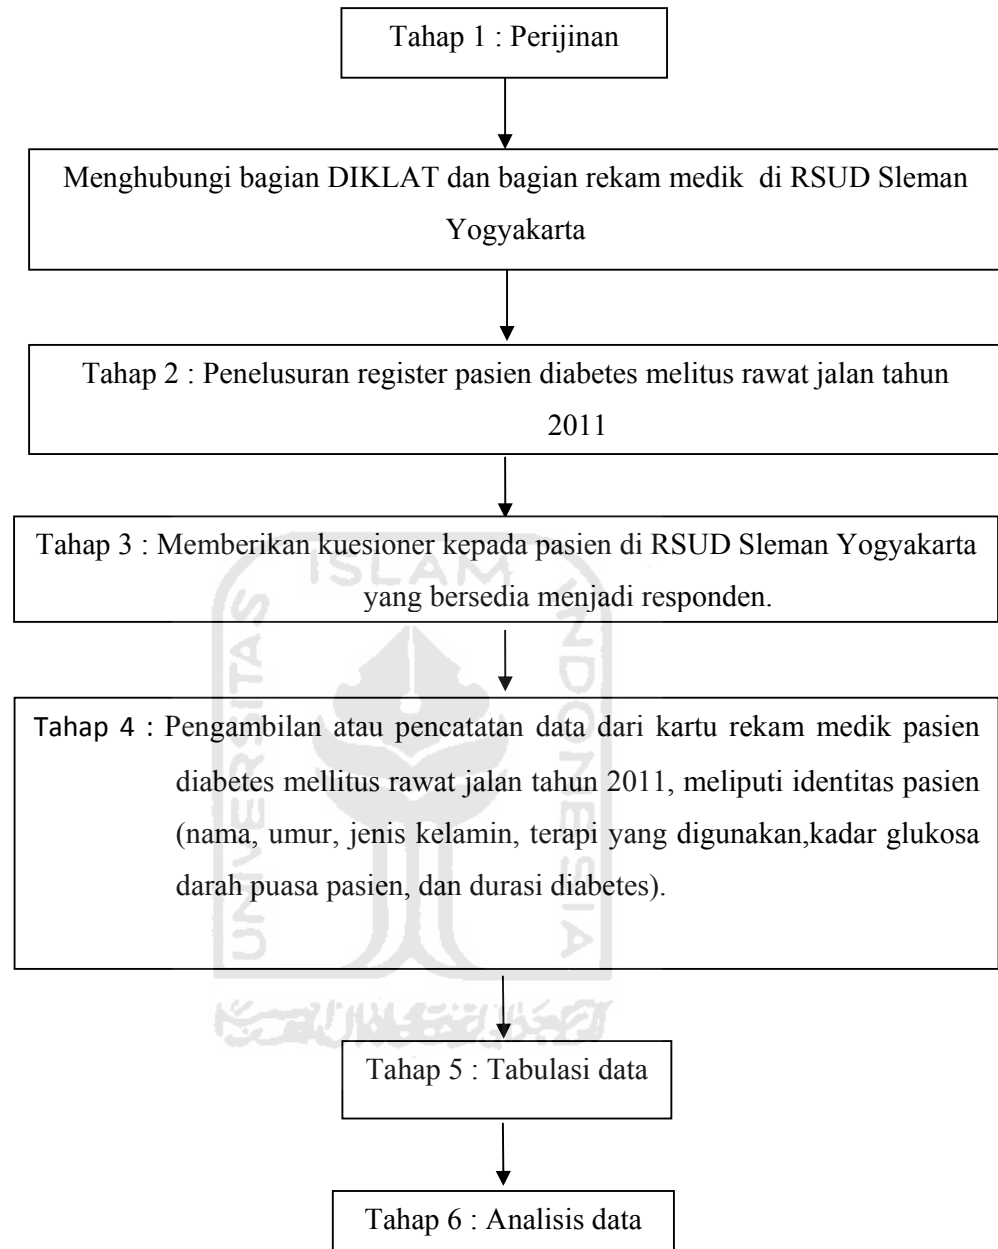 Tahap 1 : Perijinan
Menghubungi bagian DIKLAT dan bagian rekam medik di RSUD Sleman
Yogyakarta
Tahap 2 : Penelusuran register pasien diabetes melitus rawat jalan tahun
2011
Tahap 3 : Memberikan kuesioner kepada pasien di RSUD Sleman Yogyakarta
yang bersedia menjadi responden.
Tahap 4 : Pengambilan atau pencatatan data dari kartu rekam medik pasien
diabetes mellitus rawat jalan tahun 2011, meliputi identitas pasien
(nama, umur, jenis kelamin, terapi yang digunakan,kadar glukosa
darah puasa pasien, dan durasi diabetes).
Tahap 5 : Tabulasi data
Tahap 6 : Analisis data
UNIVERSITAS
ISLAM
INDONESIA